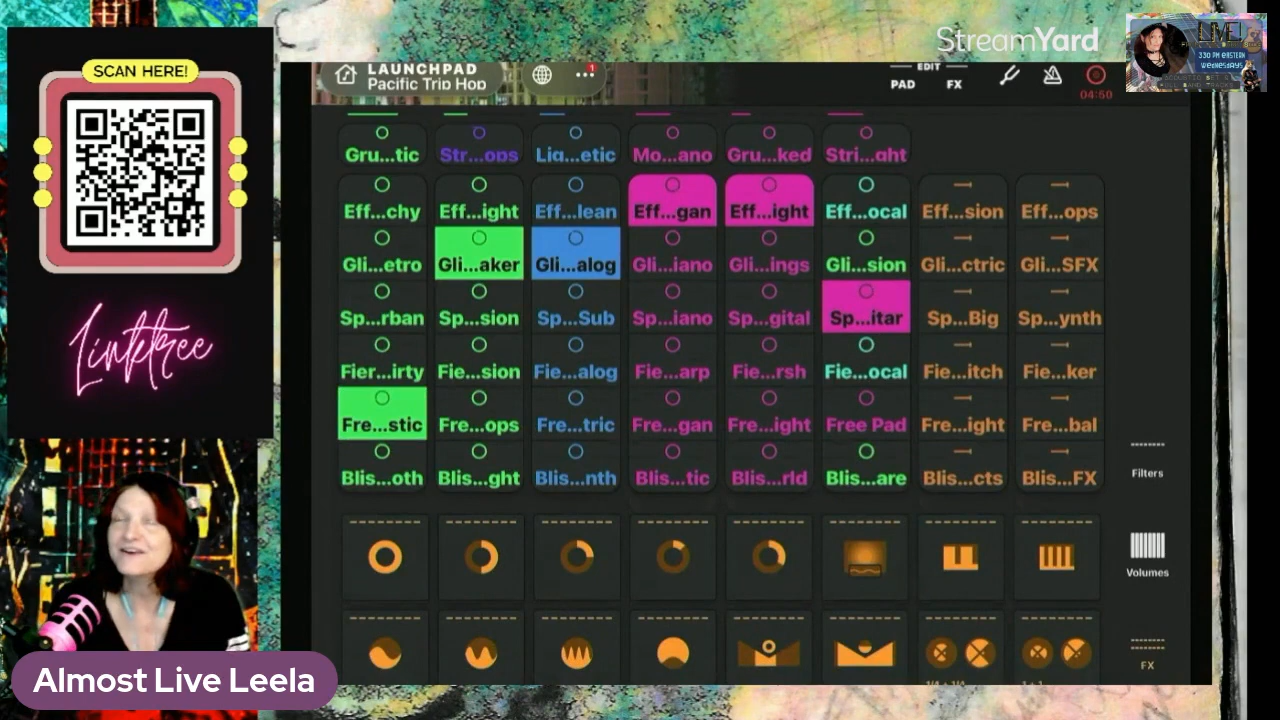 SCAN HERE!
Linktree
Almost Live Leela
StreamYard
LIVE!
330 PM EASTERN
WEDNESDAYS
LAUNCHPAD
Pacific Trip Hop
1
EDIT
PAD FX
04:50
Gru...tic Str...ops Liq...etic Mo...ano Gru...ked Stri...ght
Eff...chy Eff...ight Eff...lean Eff...gan Eff...ight Eff...ocal Eff...sion Eff...ops
Gli...etro Gli...aker Gli...alog Gli...iano Gli...ings Gli...sion Gli...ctric Gli...SFX
Sp...rban Sp...sion Sp...Sub Sp...iano Sp...gital Sp...itar Sp...Big Sp...ynth
Fier...irty Fie...sion Fie...alog Fie...arp Fie...rsh Fie...ocal Fie...itch Fie...ker
Fre...stic Fre...ops Fre...tric Fre...gan Fre...ight Free Pad Fre...ight Fre...bal
Blis...oth Blis...ght Blis...nth Blis...tic Blis...rld Blis...are Blis...cts Blis...FX
Filters
Volumes
FX